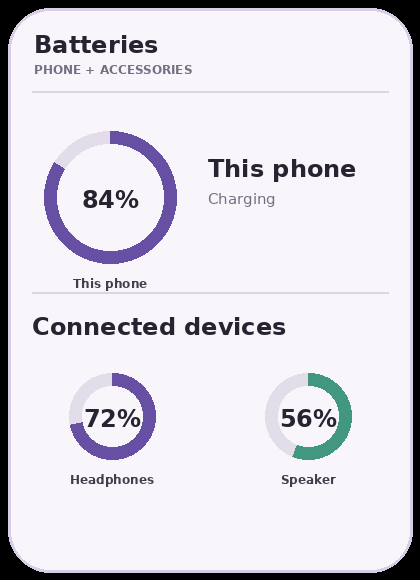 Batteries
PHONE + ACCESSORIES
84%
This phone
Charging
This phone
Connected devices
72%
56%
Headphones
Speaker